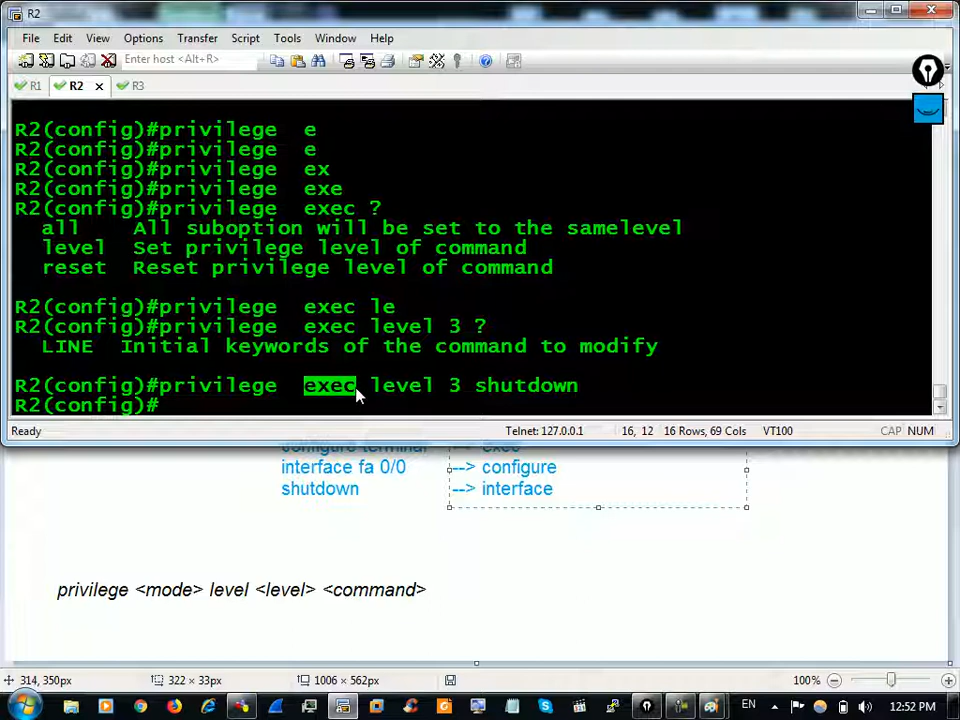 R2
File Edit View Options Transfer Script Tools Window Help
Enter host <Alt+R>
R1 R2 R3
R2(config)#privilege e
R2(config)#privilege e
R2(config)#privilege ex
R2(config)#privilege exe
R2(config)#privilege exec ?
all All suboption will be set to the samelevel
level Set privilege level of command
reset Reset privilege level of command
R2(config)#privilege exec le
R2(config)#privilege exec level 3 ?
LINE Initial keywords of the command to modify
R2(config)#privilege exec level 3 shutdown
R2(config)#
Ready Telnet: 127.0.0.1 16, 12 16 Rows, 69 Cols VT100 CAP NUM
configure terminal --> exec
interface fa 0/0 --> configure
shutdown --> interface
privilege <mode> level <level> <command>
314, 350px 322 × 33px 1006 × 562px 100%
EN 12:52 PM